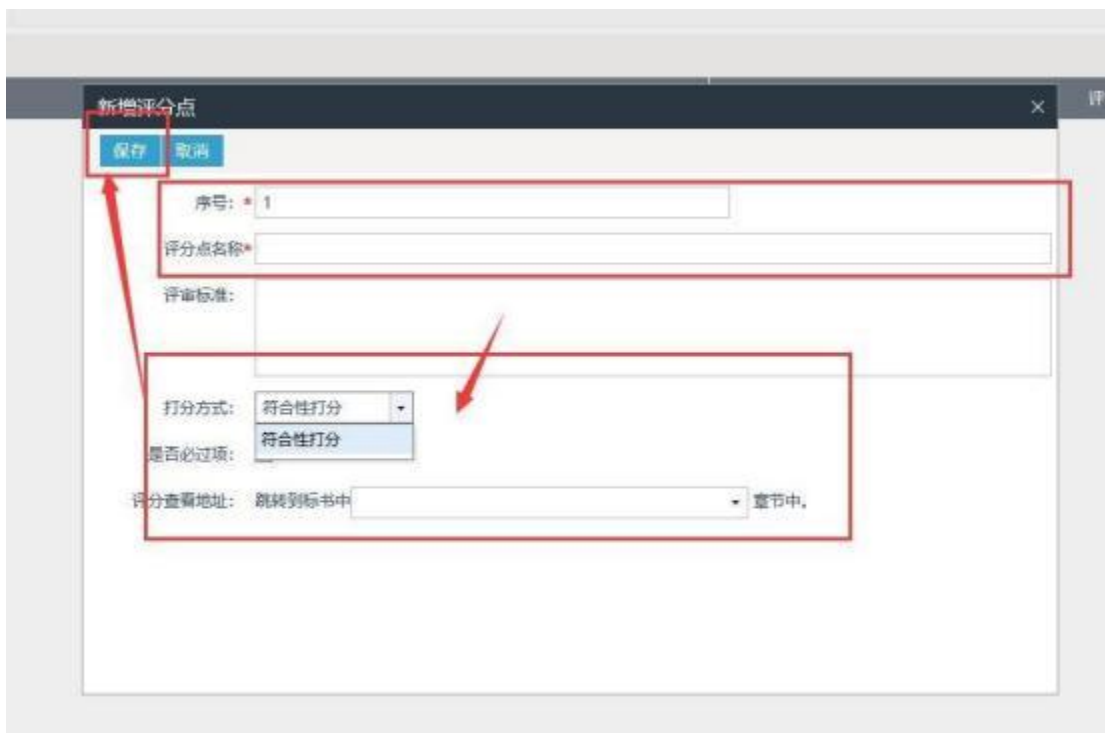 新增评分点
×
评
保存 取消
序号: * 1
评分点名称*
评审标准:
打分方式: 符合性打分
符合性打分
是否必过项:
评分查看地址: 跳转到标书中 章节中。